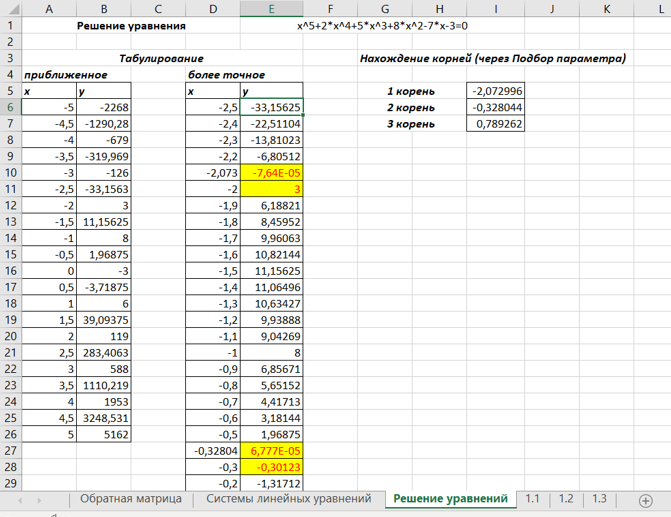 A B C D E F G H I J K L
1 Решение уравнения x^5+2*x^4+5*x^3+8*x^2-7*x-3=0
2
3 Табулирование Нахождение корней (через Подбор параметра)
4 приближенное более точное
5 x y x y 1 корень -2,072996
6 -5 -2268 -2,5 -33,15625 2 корень -0,328044
7 -4,5 -1290,28 -2,4 -22,51104 3 корень 0,789262
8 -4 -679 -2,3 -13,81023
9 -3,5 -319,969 -2,2 -6,80512
10 -3 -126 -2,073 -7,64E-05
11 -2,5 -33,1563 -2 3
12 -2 3 -1,9 6,18821
13 -1,5 11,15625 -1,8 8,45952
14 -1 8 -1,7 9,96063
15 -0,5 1,96875 -1,6 10,82144
16 0 -3 -1,5 11,15625
17 0,5 -3,71875 -1,4 11,06496
18 1 6 -1,3 10,63427
19 1,5 39,09375 -1,2 9,93888
20 2 119 -1,1 9,04269
21 2,5 283,4063 -1 8
22 3 588 -0,9 6,85671
23 3,5 1110,219 -0,8 5,65152
24 4 1953 -0,7 4,41713
25 4,5 3248,531 -0,6 3,18144
26 5 5162 -0,5 1,96875
27 -0,32804 6,777E-05
28 -0,3 -0,30123
29 -0,2 -1,31712
Обратная матрица Системы линейных уравнений Решение уравнений 1.1 1.2 1.3